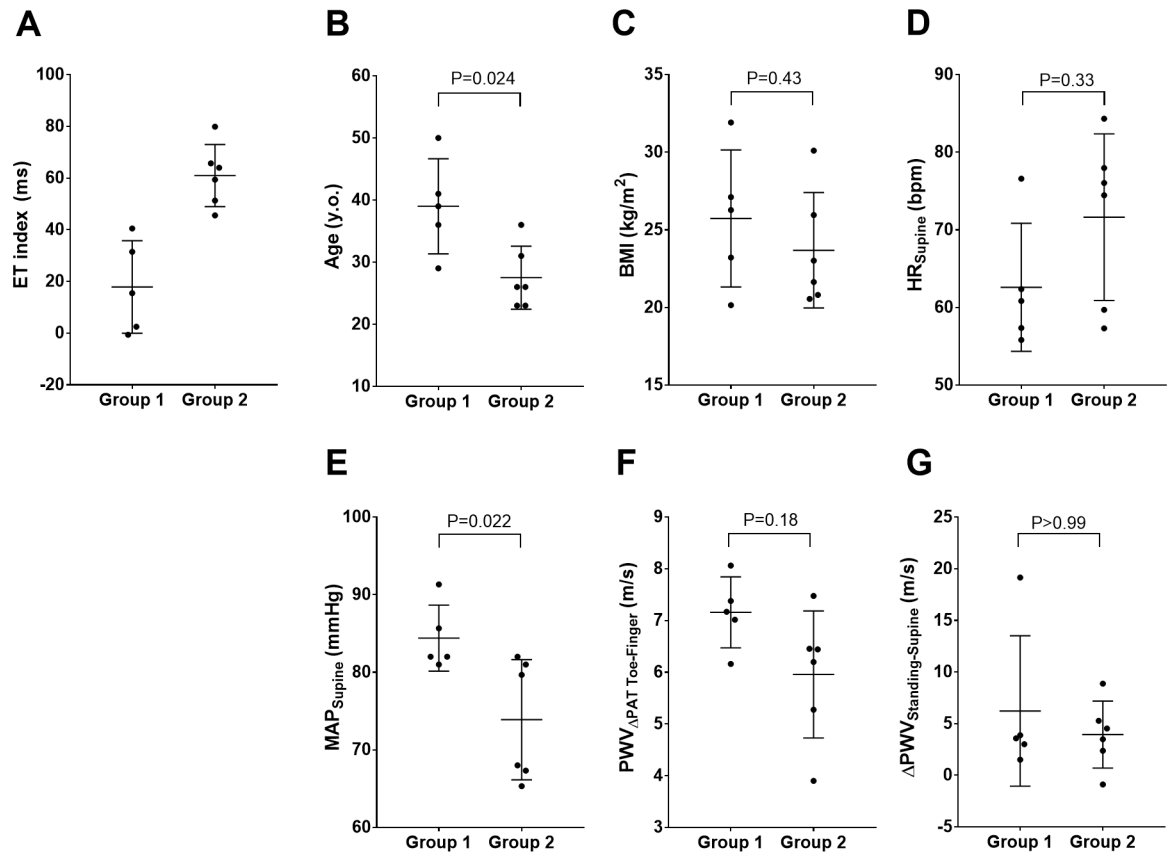 A
ET index (ms)
100
80
60
40
20
0
-20
Group 1 Group 2
B
Age (y.o.)
60
50
40
30
20
10
P=0.024
Group 1 Group 2
C
BMI (kg/m²)
35
30
25
20
15
P=0.43
Group 1 Group 2
D
HR_Supine (bpm)
90
80
70
60
50
P=0.33
Group 1 Group 2
E
MAP_Supine (mmHg)
100
90
80
70
60
P=0.022
Group 1 Group 2
F
PWV_ΔPAT Toe-Finger (m/s)
9
8
7
6
5
4
3
P=0.18
Group 1 Group 2
G
ΔPWV_Standing-Supine (m/s)
25
20
15
10
5
0
-5
P>0.99
Group 1 Group 2